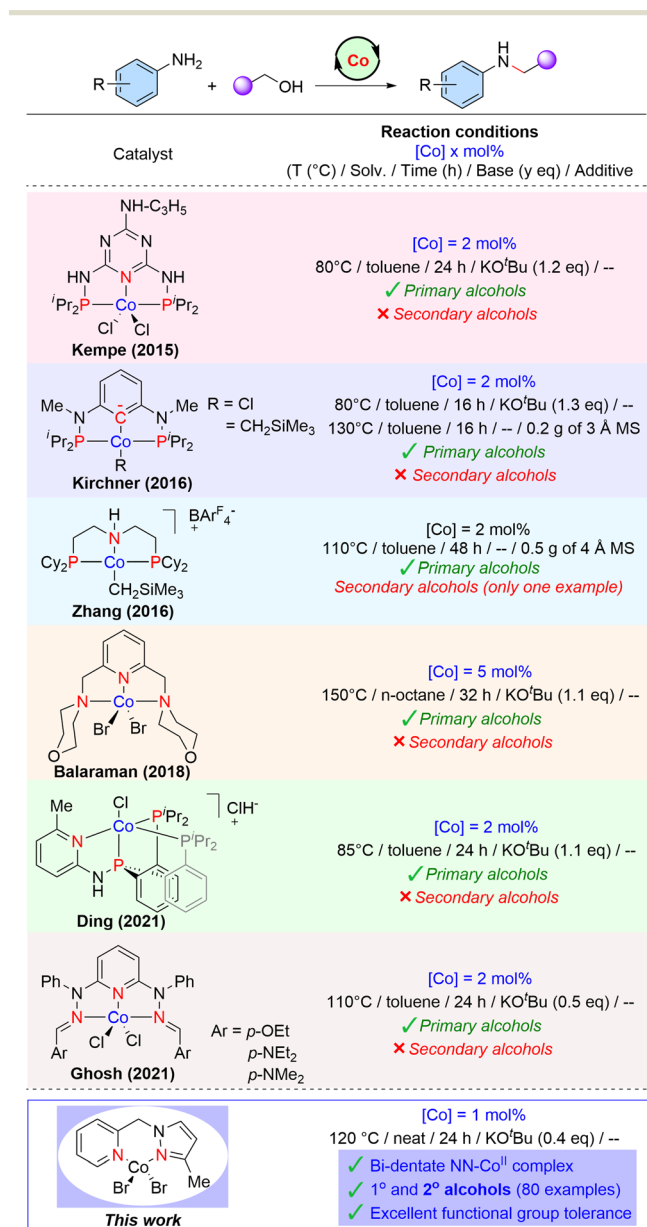 NH2
R
+
OH
Co
R
H
N
Catalyst
Reaction conditions
[Co] x mol%
(T (°C) / Solv. / Time (h) / Base (y eq) / Additive
NH-C3H5
N N
HN N NH
iPr2P Co PiPr2
Cl Cl
Kempe (2015)
[Co] = 2 mol%
80°C / toluene / 24 h / KOtBu (1.2 eq) / --
✓ Primary alcohols
✕ Secondary alcohols
Me N C- N Me
iPr2P Co PiPr2
R
R = Cl
= CH2SiMe3
Kirchner (2016)
[Co] = 2 mol%
80°C / toluene / 16 h / KOtBu (1.3 eq) / --
130°C / toluene / 16 h / -- / 0.2 g of 3 Å MS
✓ Primary alcohols
✕ Secondary alcohols
H
N
Cy2P Co PCy2
CH2SiMe3
+ BArF4-
Zhang (2016)
[Co] = 2 mol%
110°C / toluene / 48 h / -- / 0.5 g of 4 Å MS
✓ Primary alcohols
Secondary alcohols (only one example)
N
N Co N
Br Br
O O
Balaraman (2018)
[Co] = 5 mol%
150°C / n-octane / 32 h / KOtBu (1.1 eq) / --
✓ Primary alcohols
✕ Secondary alcohols
Me Cl
N Co PiPr2
PiPr2
N P
H
+ ClH-
Ding (2021)
[Co] = 2 mol%
85°C / toluene / 24 h / KOtBu (1.1 eq) / --
✓ Primary alcohols
✕ Secondary alcohols
Ph N N N Ph
N Co N
Cl Cl
Ar Ar
Ar = p-OEt
p-NEt2
p-NMe2
Ghosh (2021)
[Co] = 2 mol%
110°C / toluene / 24 h / KOtBu (0.5 eq) / --
✓ Primary alcohols
✕ Secondary alcohols
N
N N
Co Me
Br Br
This work
[Co] = 1 mol%
120 °C / neat / 24 h / KOtBu (0.4 eq) / --
✓ Bi-dentate NN-CoII complex
✓ 1o and 2o alcohols (80 examples)
✓ Excellent functional group tolerance